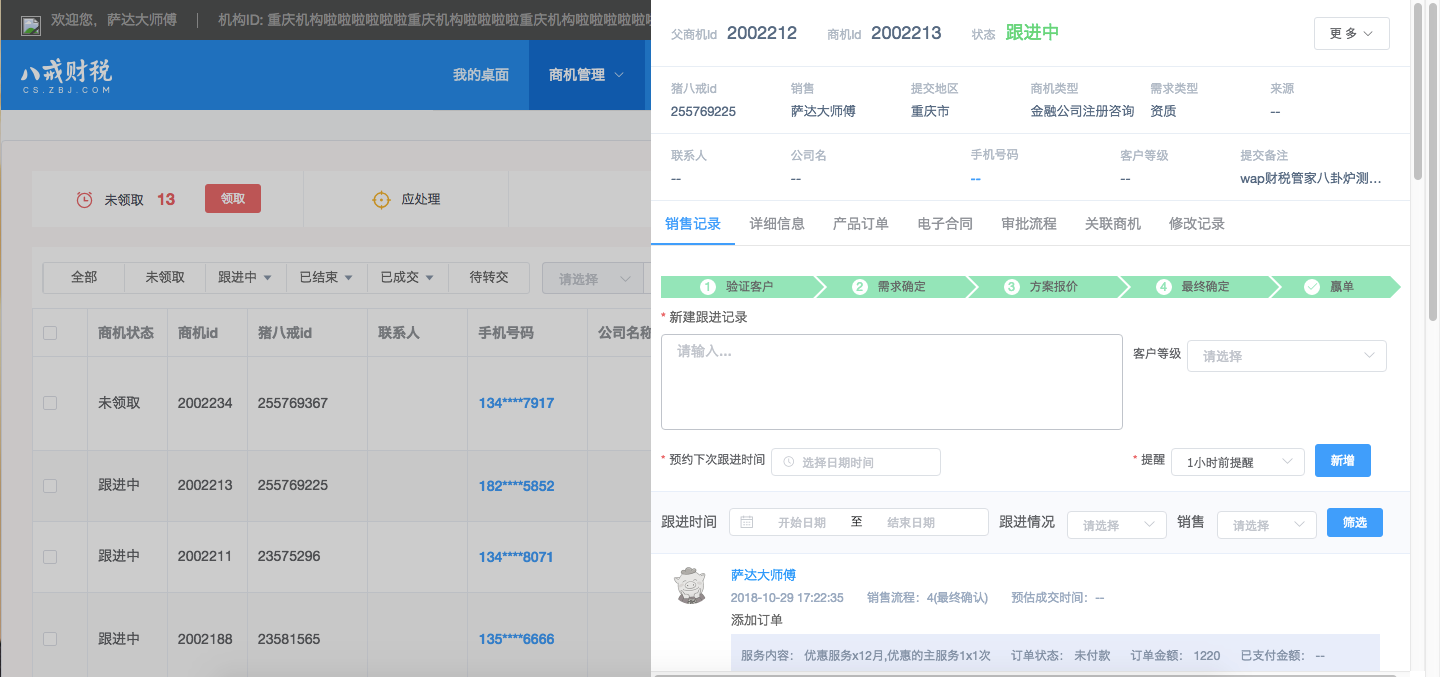 欢迎您, 萨达大师傅 | 机构ID: 重庆机构啦啦啦啦啦啦重庆机构啦啦啦啦啦重庆机构啦啦啦啦啦
八戒财税
CS.ZBJ.COM
我的桌面 商机管理
未领取 13 领取 应处理
全部 未领取 跟进中 已结束 已成交 待转交 请选择
商机状态 商机id 猪八戒id 联系人 手机号码 公司名称
未领取 2002234 255769367 134****7917
跟进中 2002213 255769225 182****5852
跟进中 2002211 23575296 134****8071
跟进中 2002188 23581565 135****6666
父商机Id 2002212 商机Id 2002213 状态 跟进中 更多
猪八戒id 销售 提交地区 商机类型 需求类型 来源
255769225 萨达大师傅 重庆市 金融公司注册咨询 资质 --
联系人 公司名 手机号码 客户等级 提交备注
-- -- -- -- wap财税管家八卦炉测...
销售记录 详细信息 产品订单 电子合同 审批流程 关联商机 修改记录
1 验证客户 2 需求确定 3 方案报价 4 最终确定 赢单
* 新建跟进记录
请输入...
客户等级 请选择
* 预约下次跟进时间 选择日期时间 * 提醒 1小时前提醒 新增
跟进时间 开始日期 至 结束日期 跟进情况 请选择 销售 请选择 筛选
萨达大师傅
2018-10-29 17:22:35 销售流程：4(最终确认) 预估成交时间：--
添加订单
服务内容： 优惠服务x12月,优惠的主服务1x1次 订单状态： 未付款 订单金额： 1220 已支付金额： --